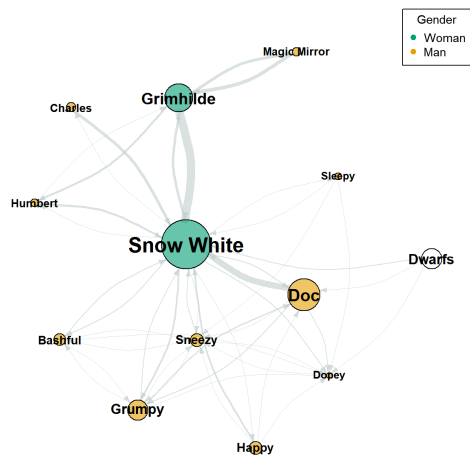 Gender
Woman
Man
Magic Mirror
Grimhilde
Charles
Sleepy
Humbert
Snow White
Dwarfs
Doc
Bashful
Sneezy
Dopey
Grumpy
Happy